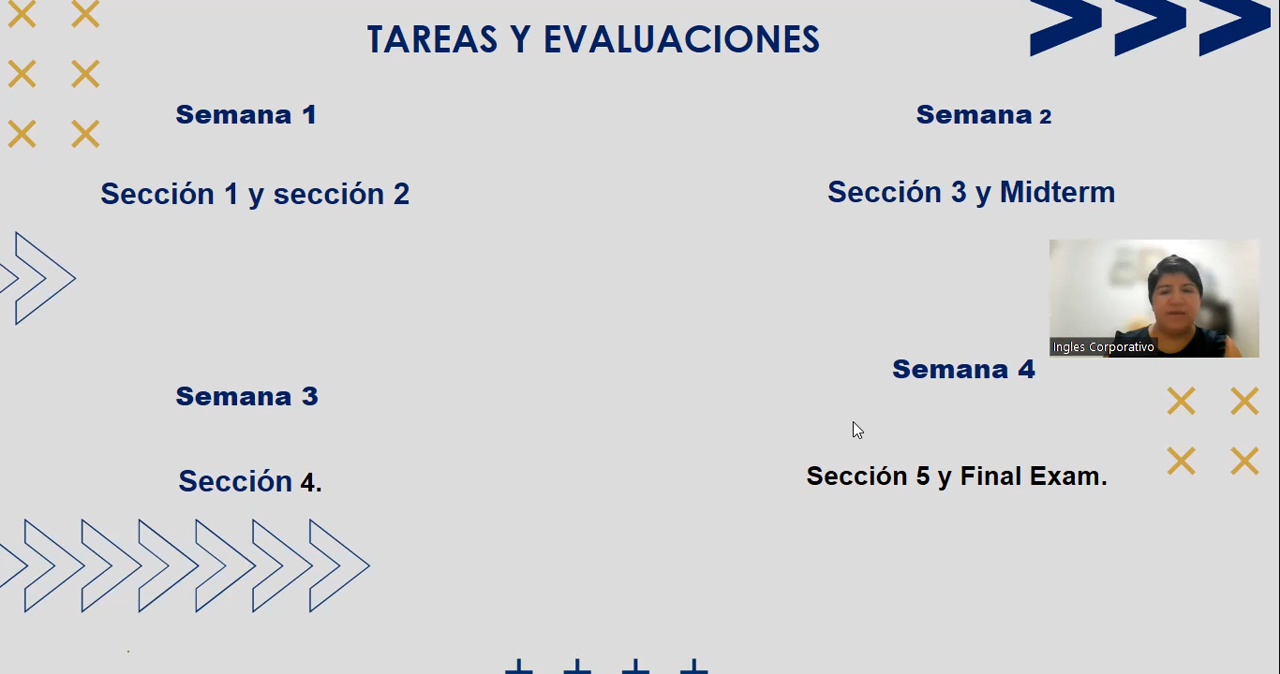 TAREAS Y EVALUACIONES
Semana 1
Semana 2
Sección 1 y sección 2
Sección 3 y Midterm
Ingles Corporativo
Semana 3
Semana 4
Sección 4.
Sección 5 y Final Exam.